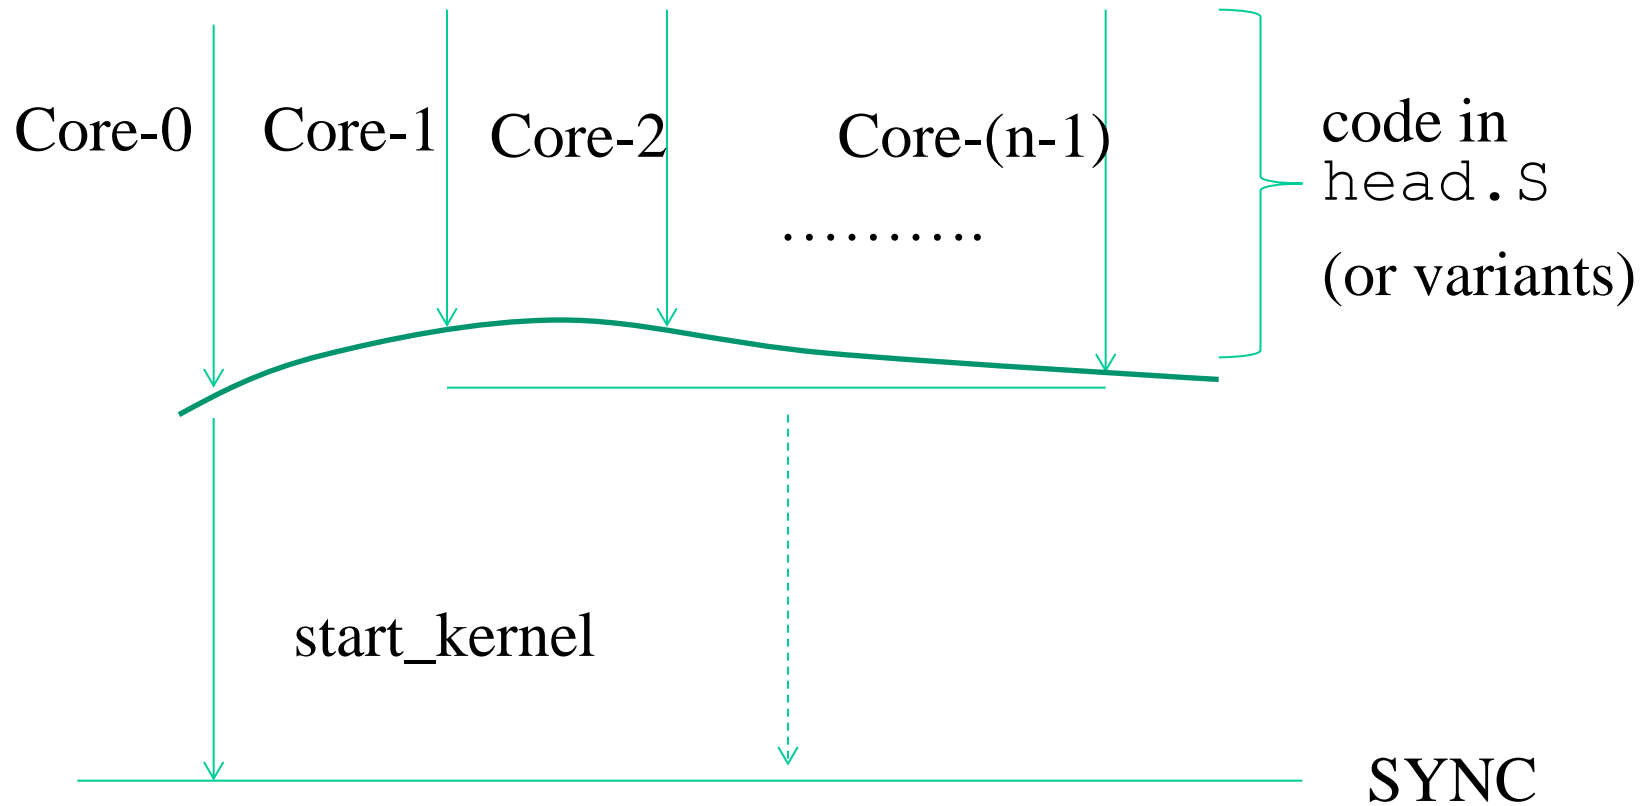 Core-0
Core-1
Core-2
Core-(n-1)
..........
code in
head.S
(or variants)
start_kernel
SYNC